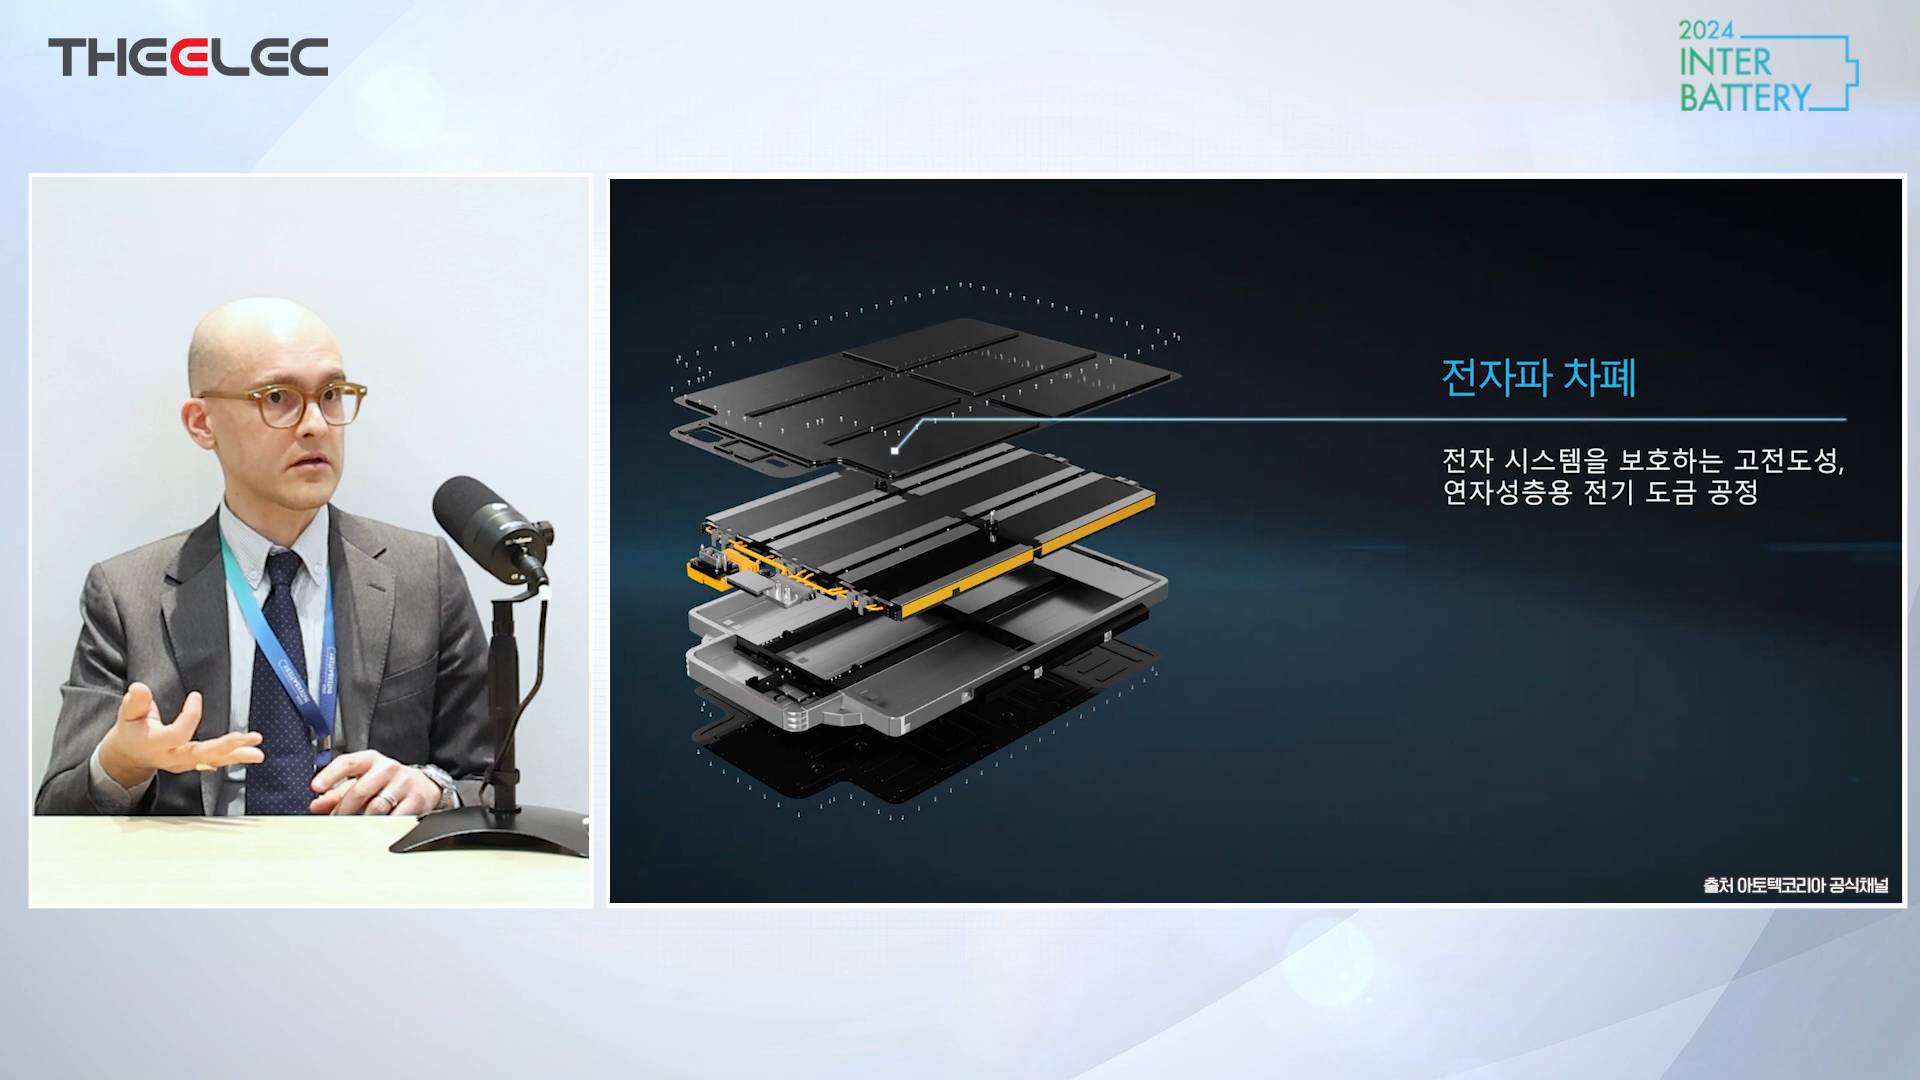 THEELEC
2024
INTER
BATTERY
전자파 차폐
전자 시스템을 보호하는 고전도성,
연자성층용 전기 도금 공정
출처 아토텍코리아 공식채널